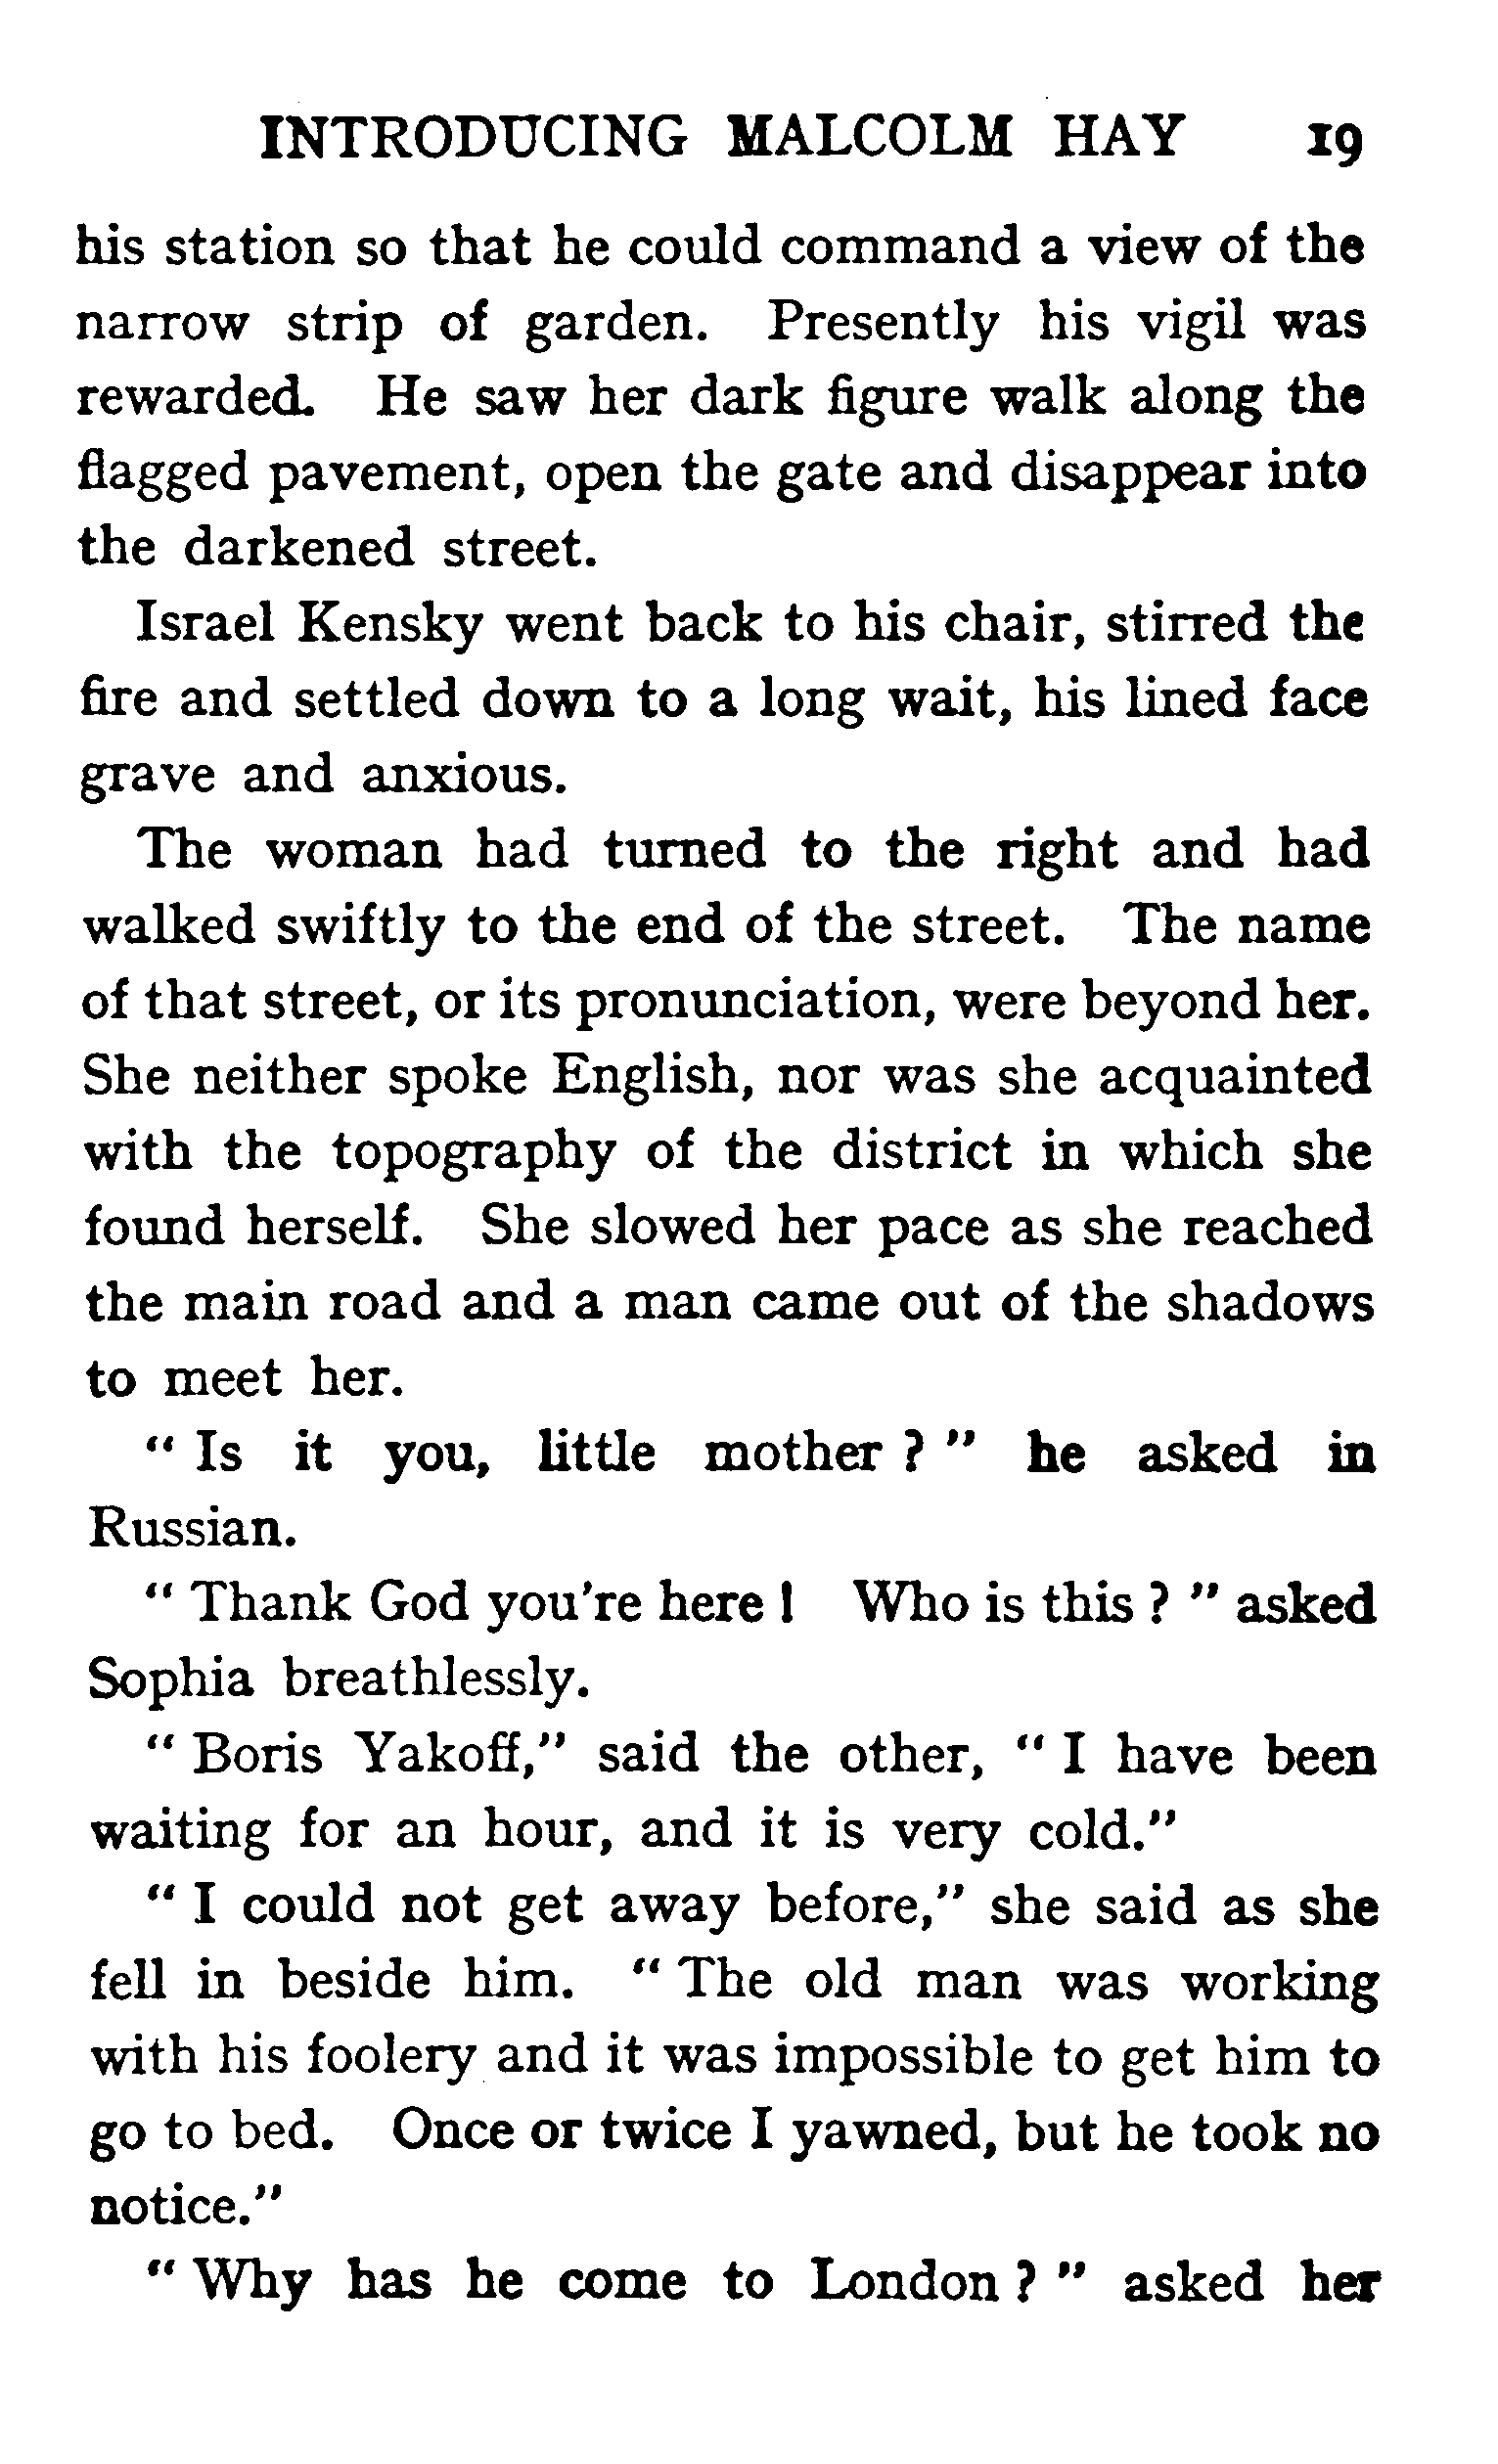 INTRODUCING MALCOLM HAY 19
his station so that he could command a view of the
narrow strip of garden. Presently his vigil was
rewarded. He saw her dark figure walk along the
flagged pavement, open the gate and disappear into
the darkened street.
Israel Kensky went back to his chair, stirred the
fire and settled down to a long wait, his lined face
grave and anxious.
The woman had turned to the right and had
walked swiftly to the end of the street. The name
of that street, or its pronunciation, were beyond her.
She neither spoke English, nor was she acquainted
with the topography of the district in which she
found herself. She slowed her pace as she reached
the main road and a man came out of the shadows
to meet her.
" Is it you, little mother ? " he asked in
Russian.
" Thank God you're here ! Who is this ? " asked
Sophia breathlessly.
" Boris Yakoff," said the other, " I have been
waiting for an hour, and it is very cold."
" I could not get away before," she said as she
fell in beside him. " The old man was working
with his foolery and it was impossible to get him to
go to bed. Once or twice I yawned, but he took no
notice."
" Why has he come to London ? " asked her